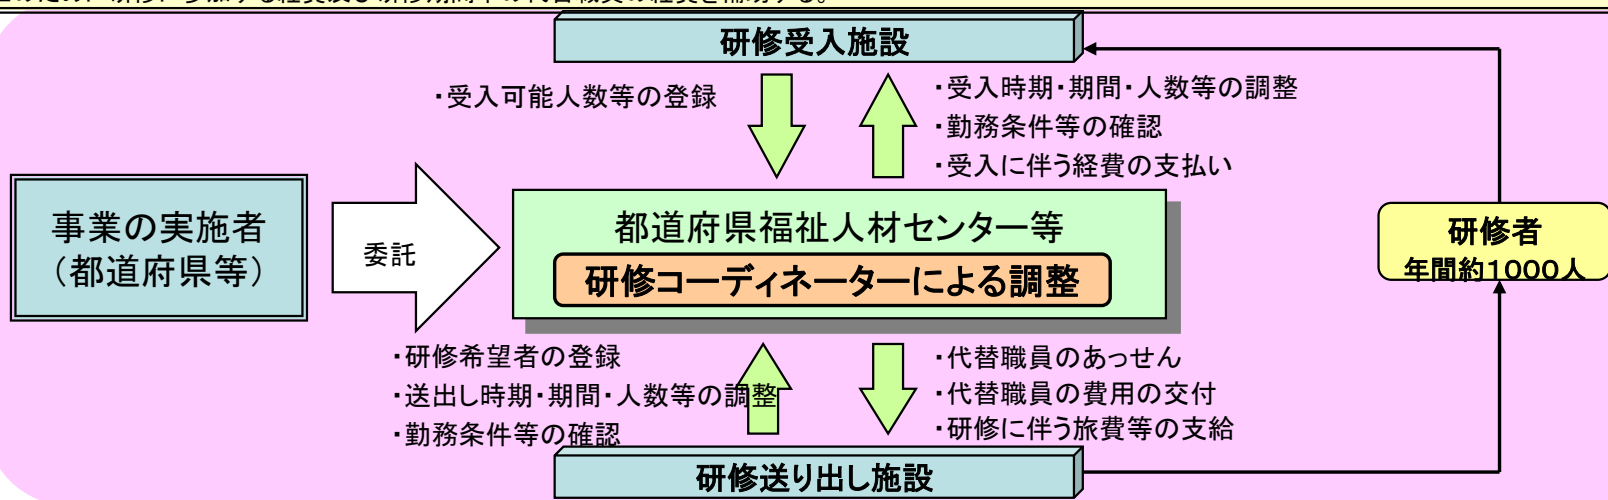 研修受入施設
・受入可能人数等の登録
・受入時期・期間・人数等の調整
・勤務条件等の確認
・受入に伴う経費の支払い
事業の実施者
（都道府県等）
委託
都道府県福祉人材センター等
研修コーディネーターによる調整
研修者
年間約1000人
・研修希望者の登録
・送出し時期・期間・人数等の調整
・勤務条件等の確認
・代替職員のあっせん
・代替職員の費用の交付
・研修に伴う旅費等の支給
研修送り出し施設